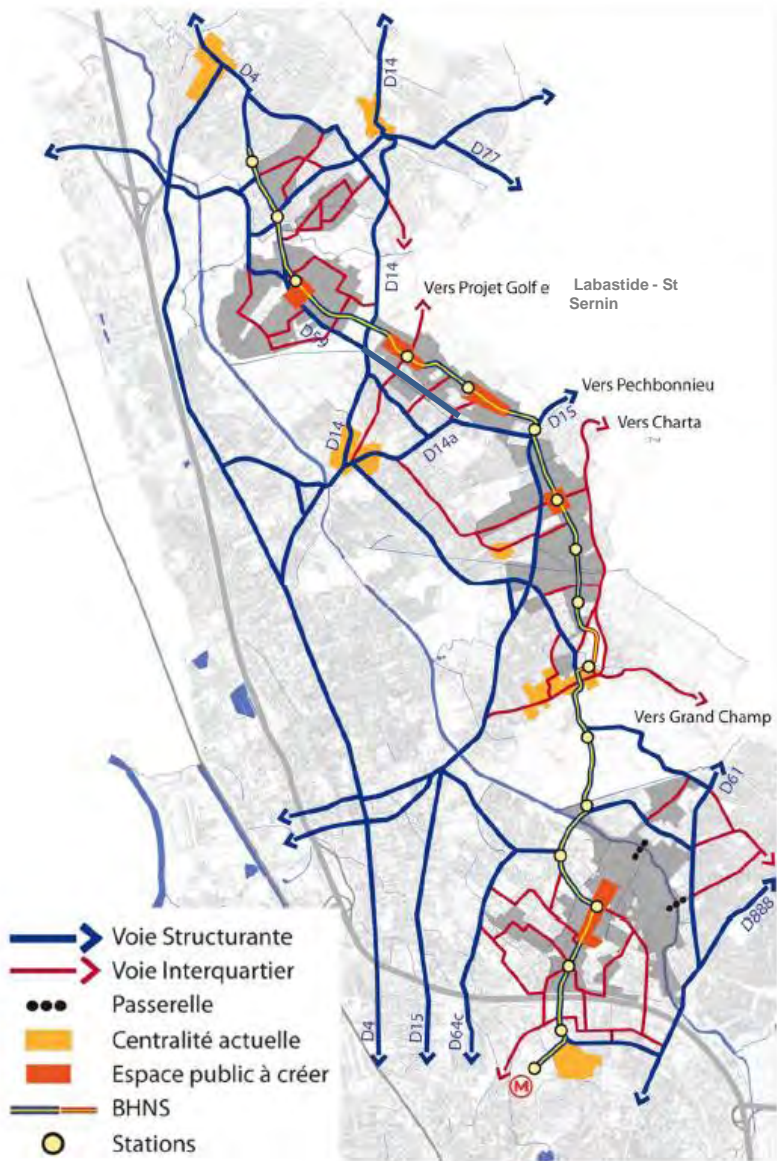 D4
D14
D77
D14
Vers Projet Golf e Labastide - St
Sernin
D59
Vers Pechbonnieu
D15
Vers Charta
D14
D14a
Vers Grand Champ
D61
D888
D4
D15
D64c
M
Voie Structurante
Voie Interquartier
Passerelle
Centralité actuelle
Espace public à créer
BHNS
Stations